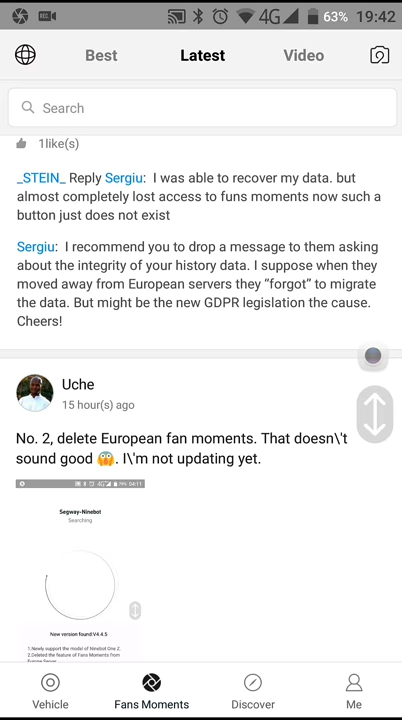 4G 63% 19:42
Best Latest Video
Search
1like(s)
_STEIN_ Reply Sergiu: I was able to recover my data. but
almost completely lost access to funs moments now such a
button just does not exist
Sergiu: I recommend you to drop a message to them asking
about the integrity of your history data. I suppose when they
moved away from European servers they “forgot” to migrate
the data. But might be the new GDPR legislation the cause.
Cheers!
Uche
15 hour(s) ago
No. 2, delete European fan moments. That doesn\'t
sound good 😱. I\'m not updating yet.
4G 79% 04:11
Segway-Ninebot
Searching
New version found V4.4.5
1.Newly support the model of Ninebot One Z.
2.Deleted the feature of Fans Moments from
Europe Server
Vehicle Fans Moments Discover Me